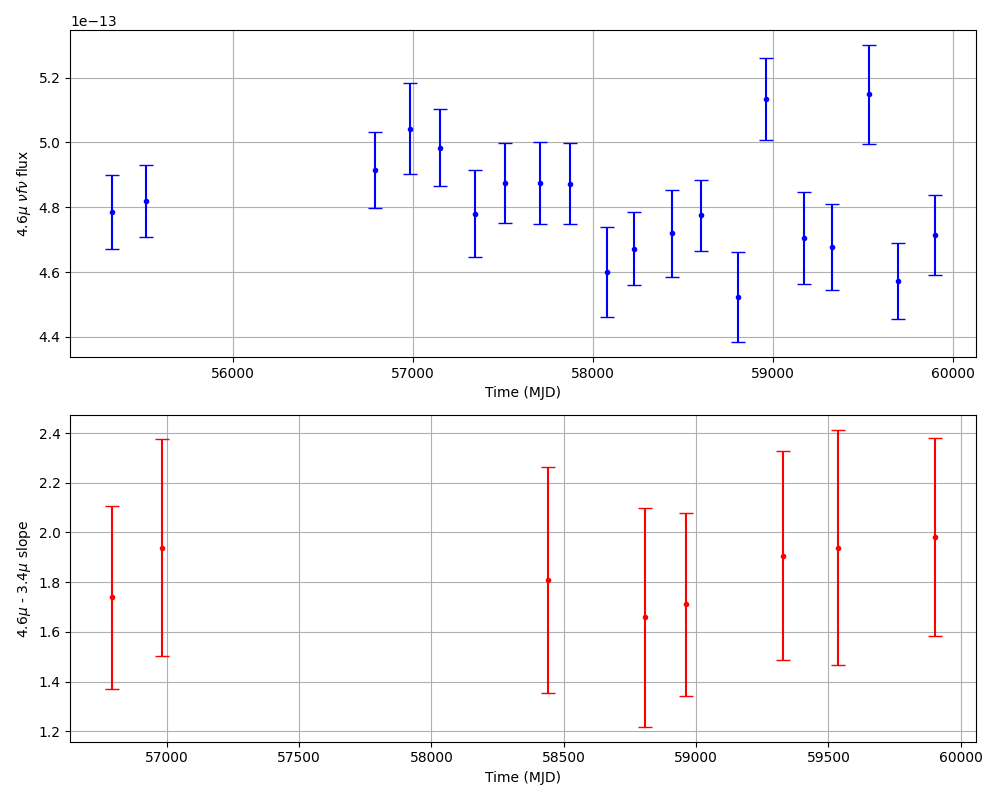 1e−13
5.2
5.0
4.8
4.6
4.4
4.6μ νfν flux
56000 57000 58000 59000 60000
Time (MJD)
2.4
2.2
2.0
1.8
1.6
1.4
1.2
4.6μ - 3.4μ slope
57000 57500 58000 58500 59000 59500 60000
Time (MJD)